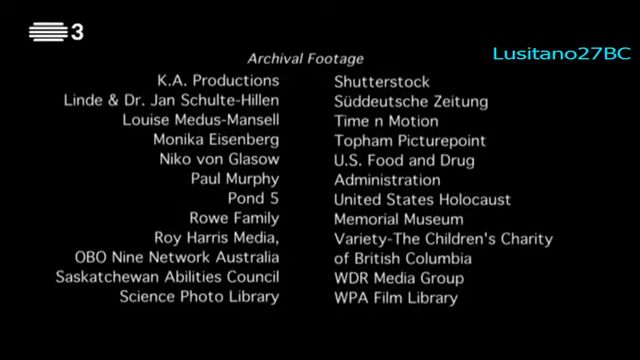 3
Lusitano27BC
Archival Footage
K.A. Productions
Linde & Dr. Jan Schulte-Hillen
Louise Medus-Mansell
Monika Eisenberg
Niko von Glasow
Paul Murphy
Pond 5
Rowe Family
Roy Harris Media,
OBO Nine Network Australia
Saskatchewan Abilities Council
Science Photo Library
Shutterstock
Süddeutsche Zeitung
Time n Motion
Topham Picturepoint
U.S. Food and Drug
Administration
United States Holocaust
Memorial Museum
Variety-The Children's Charity
of British Columbia
WDR Media Group
WPA Film Library